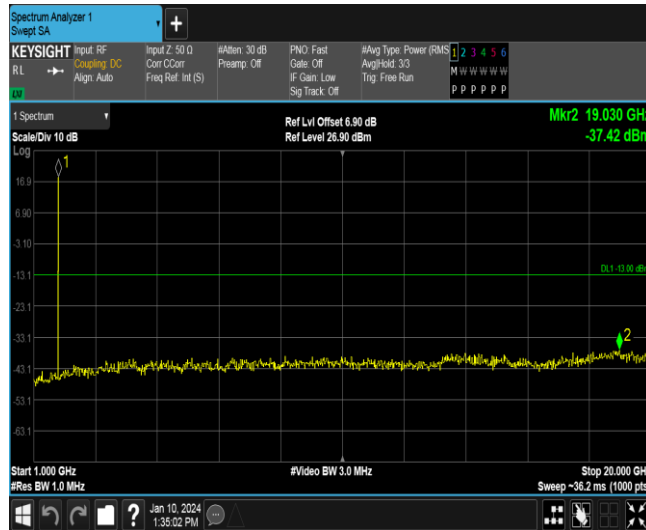 Spectrum Analyzer 1
Swept SA
+
KEYSIGHT
RL
LXI
Input: RF
Coupling: DC
Align: Auto
Input Z: 50 Ω
Corr CCorr
Freq Ref: Int (S)
#Atten: 30 dB
Preamp: Off
PNO: Fast
Gate: Off
IF Gain: Low
Sig Track: Off
#Avg Type: Power (RMS
Avg|Hold: 3/3
Trig: Free Run
1 2 3 4 5 6
M W W W W W
P P P P P P
1 Spectrum
Scale/Div 10 dB
Log
Ref Lvl Offset 6.90 dB
Ref Level 26.90 dBm
Mkr2 19.030 GHz
-37.42 dBm
1
16.9
6.90
-3.10
-13.1
DL1 -13.00 dBm
-23.1
-33.1
2
-43.1
-53.1
-63.1
Start 1.000 GHz
#Res BW 1.0 MHz
#Video BW 3.0 MHz
Stop 20.000 GHz
Sweep ~36.2 ms (1000 pts)
?
Jan 10, 2024
1:35:02 PM